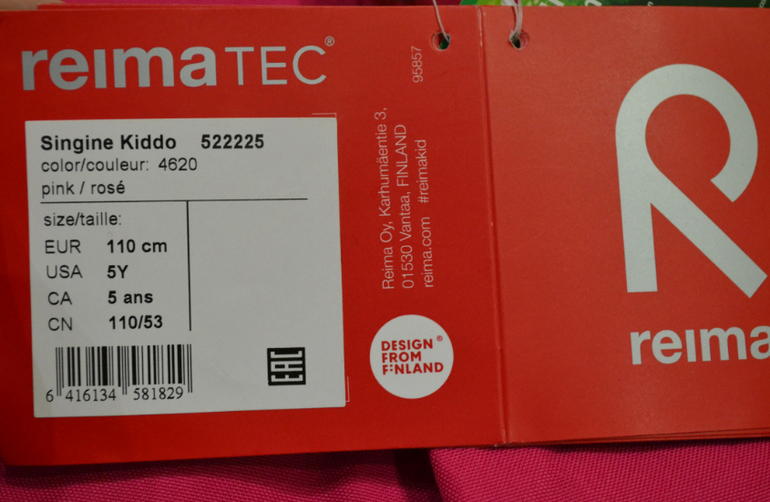 reima TEC®
Singine Kiddo 522225
color/couleur: 4620
pink / rosé
size/taille:
EUR 110 cm
USA 5Y
CA 5 ans
CN 110/53
6 416134 581829
EAC
95857
Reima Oy, Karhumäentie 3,
01530 Vantaa, FINLAND
reima.com #reimakid
DESIGN®
FROM
FINLAND
reima